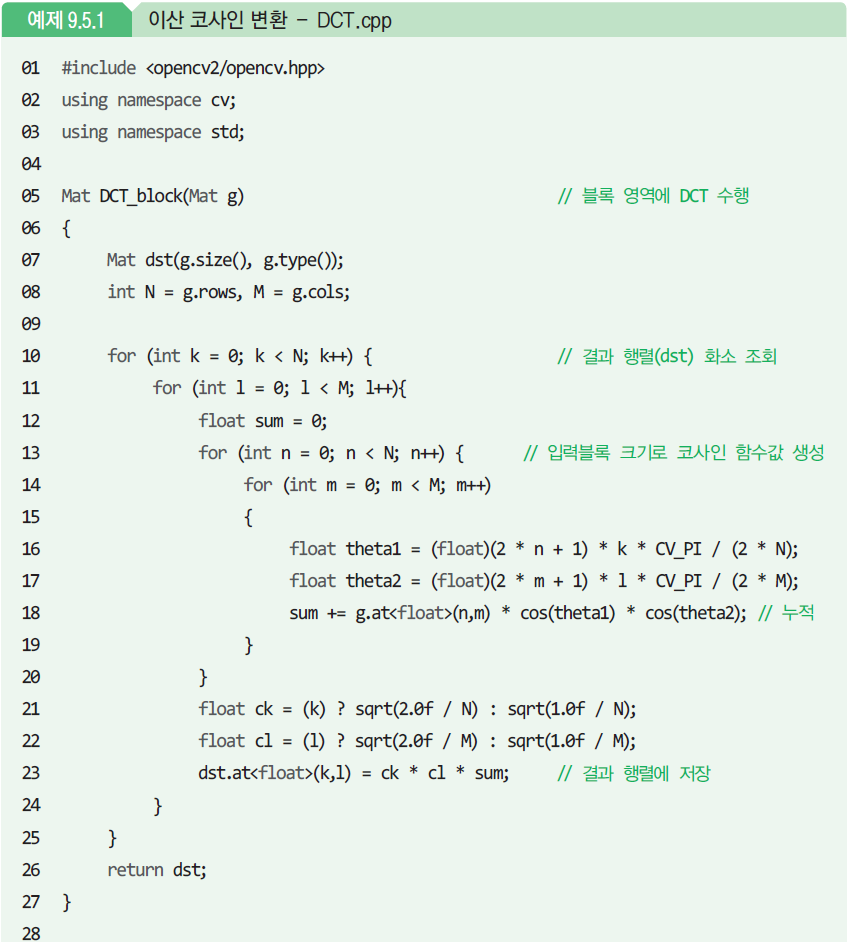 예제 9.5.1 이산 코사인 변환 - DCT.cpp
01 #include <opencv2/opencv.hpp>
02 using namespace cv;
03 using namespace std;
04
05 Mat DCT_block(Mat g) // 블록 영역에 DCT 수행
06 {
07 Mat dst(g.size(), g.type());
08 int N = g.rows, M = g.cols;
09
10 for (int k = 0; k < N; k++) { // 결과 행렬(dst) 화소 조회
11 for (int l = 0; l < M; l++){
12 float sum = 0;
13 for (int n = 0; n < N; n++) { // 입력블록 크기로 코사인 함수값 생성
14 for (int m = 0; m < M; m++)
15 {
16 float theta1 = (float)(2 * n + 1) * k * CV_PI / (2 * N);
17 float theta2 = (float)(2 * m + 1) * l * CV_PI / (2 * M);
18 sum += g.at<float>(n,m) * cos(theta1) * cos(theta2); // 누적
19 }
20 }
21 float ck = (k) ? sqrt(2.0f / N) : sqrt(1.0f / N);
22 float cl = (l) ? sqrt(2.0f / M) : sqrt(1.0f / M);
23 dst.at<float>(k,l) = ck * cl * sum; // 결과 행렬에 저장
24 }
25 }
26 return dst;
27 }
28